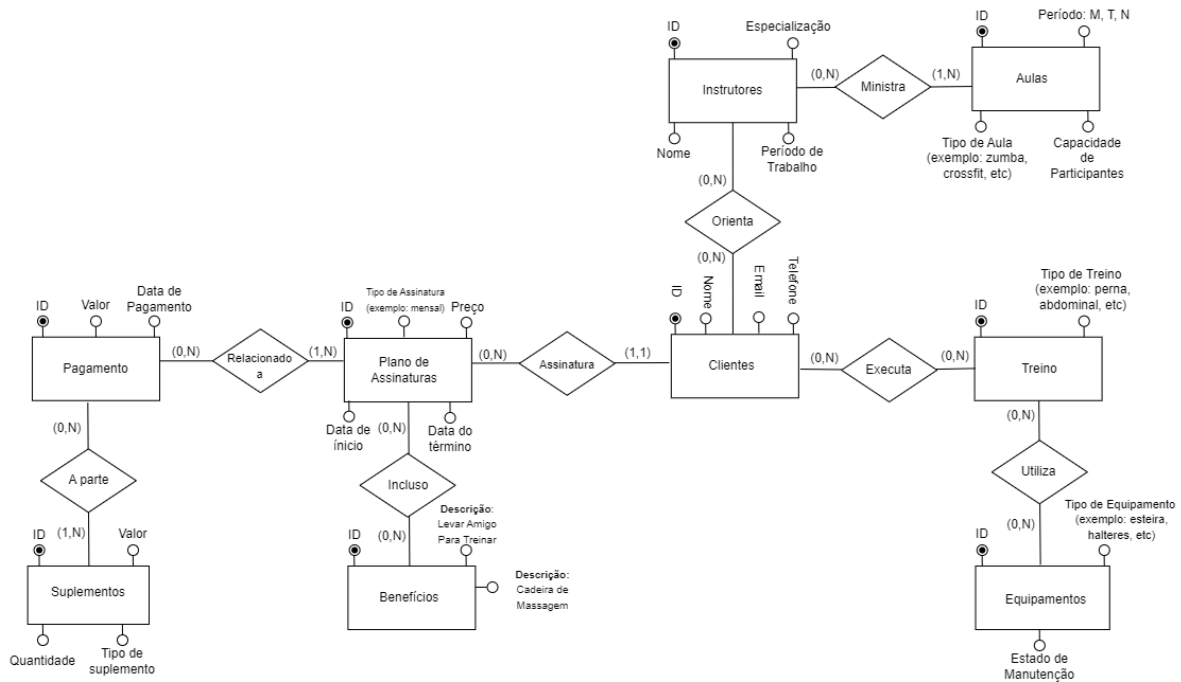 ID
Especialização
ID
Período: M, T, N
Instrutores
(0,N)
Ministra
(1,N)
Aulas
Nome
Período de
Trabalho
Tipo de Aula
(exemplo: zumba,
crossfit, etc)
Capacidade
de
Participantes
(0,N)
Orienta
(0,N)
ID
Nome
Email
Telefone
ID
Valor
Data de
Pagamento
ID
Tipo de Assinatura
(exemplo: mensal)
Preço
ID
Tipo de Treino
(exemplo: perna,
abdominal, etc)
Pagamento
(0,N)
Relacionado
a
(1,N)
Plano de
Assinaturas
(0,N)
Assinatura
(1,1)
Clientes
(0,N)
Executa
(0,N)
Treino
(0,N)
Data de
ínicio
(0,N)
Data do
término
(0,N)
A parte
Incluso
Utiliza
(1,N)
(0,N)
(0,N)
ID
Valor
ID
Descrição:
Levar Amigo
Para Treinar
ID
Tipo de Equipamento
(exemplo: esteira,
halteres, etc)
Suplementos
Benefícios
Descrição:
Cadeira de
Massagem
Equipamentos
Quantidade
Tipo de
suplemento
Estado de
Manutenção